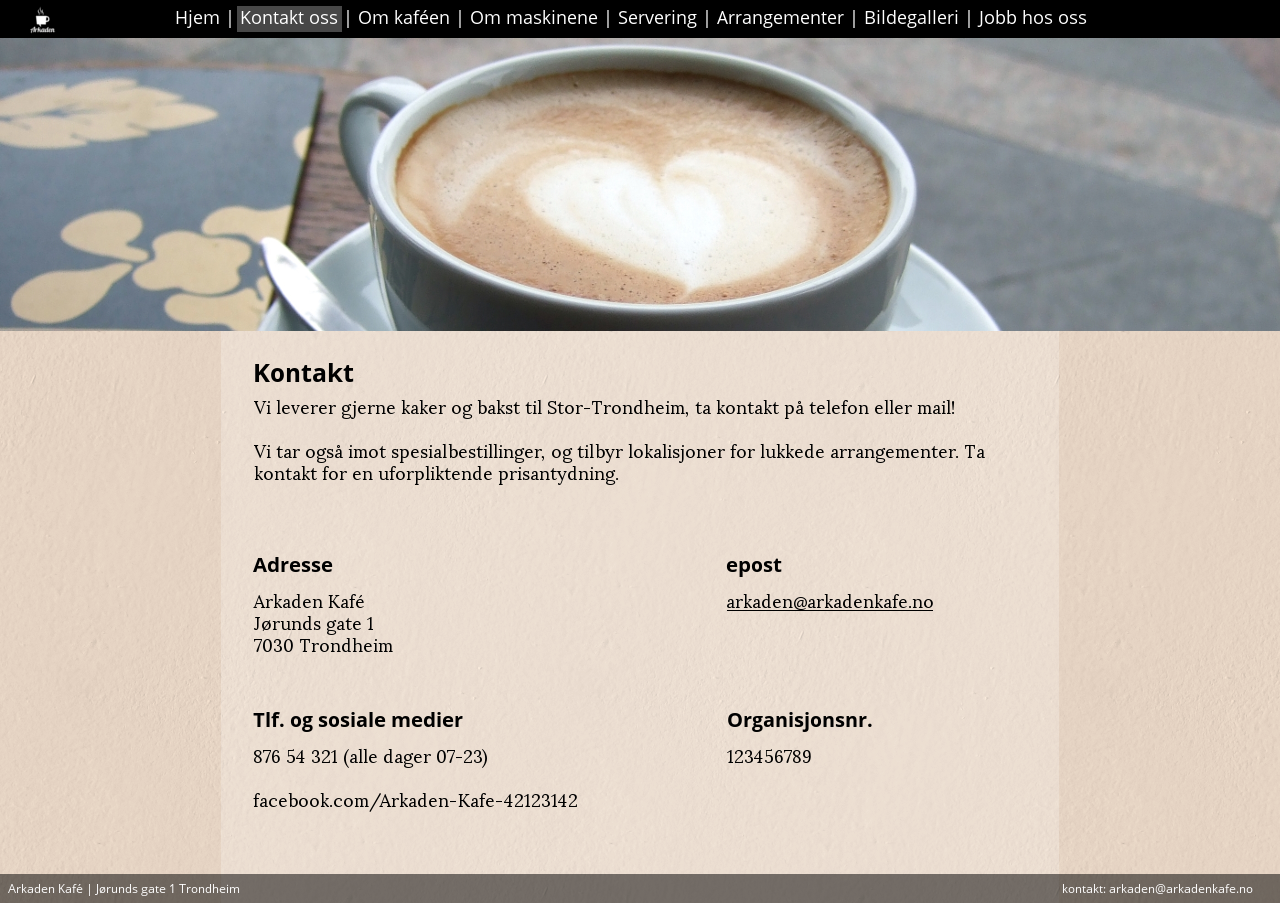 Arkaden
Hjem | Kontakt oss | Om kaféen | Om maskinene | Servering | Arrangementer | Bildegalleri | Jobb hos oss
Kontakt
Vi leverer gjerne kaker og bakst til Stor-Trondheim, ta kontakt på telefon eller mail!
Vi tar også imot spesialbestillinger, og tilbyr lokalisjoner for lukkede arrangementer. Ta
kontakt for en uforpliktende prisantydning.
Adresse
Arkaden Kafé
Jørunds gate 1
7030 Trondheim
epost
arkaden@arkadenkafe.no
Tlf. og sosiale medier
876 54 321 (alle dager 07-23)
facebook.com/Arkaden-Kafe-42123142
Organisjonsnr.
123456789
Arkaden Kafé | Jørunds gate 1 Trondheim
kontakt: arkaden@arkadenkafe.no